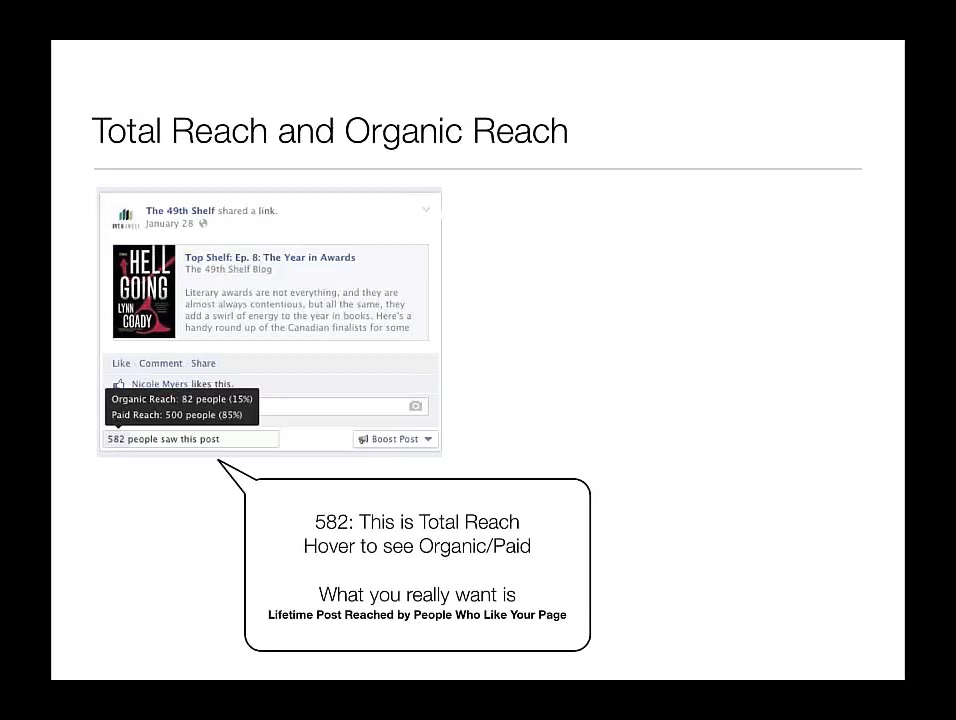 Total Reach and Organic Reach
The 49th Shelf shared a link.
January 28
49TH SHELF
HELL
GOING
LYNN
COADY
Top Shelf: Ep. 8: The Year in Awards
The 49th Shelf Blog
Literary awards are not everything, and they are
almost always contentious, but all the same, they
add a swirl of energy to the year in books. Here's a
handy round up of the Canadian finalists for some
Like · Comment · Share
Nicole Myers likes this.
Organic Reach: 82 people (15%)
Paid Reach: 500 people (85%)
582 people saw this post
Boost Post
582: This is Total Reach
Hover to see Organic/Paid
What you really want is
Lifetime Post Reached by People Who Like Your Page